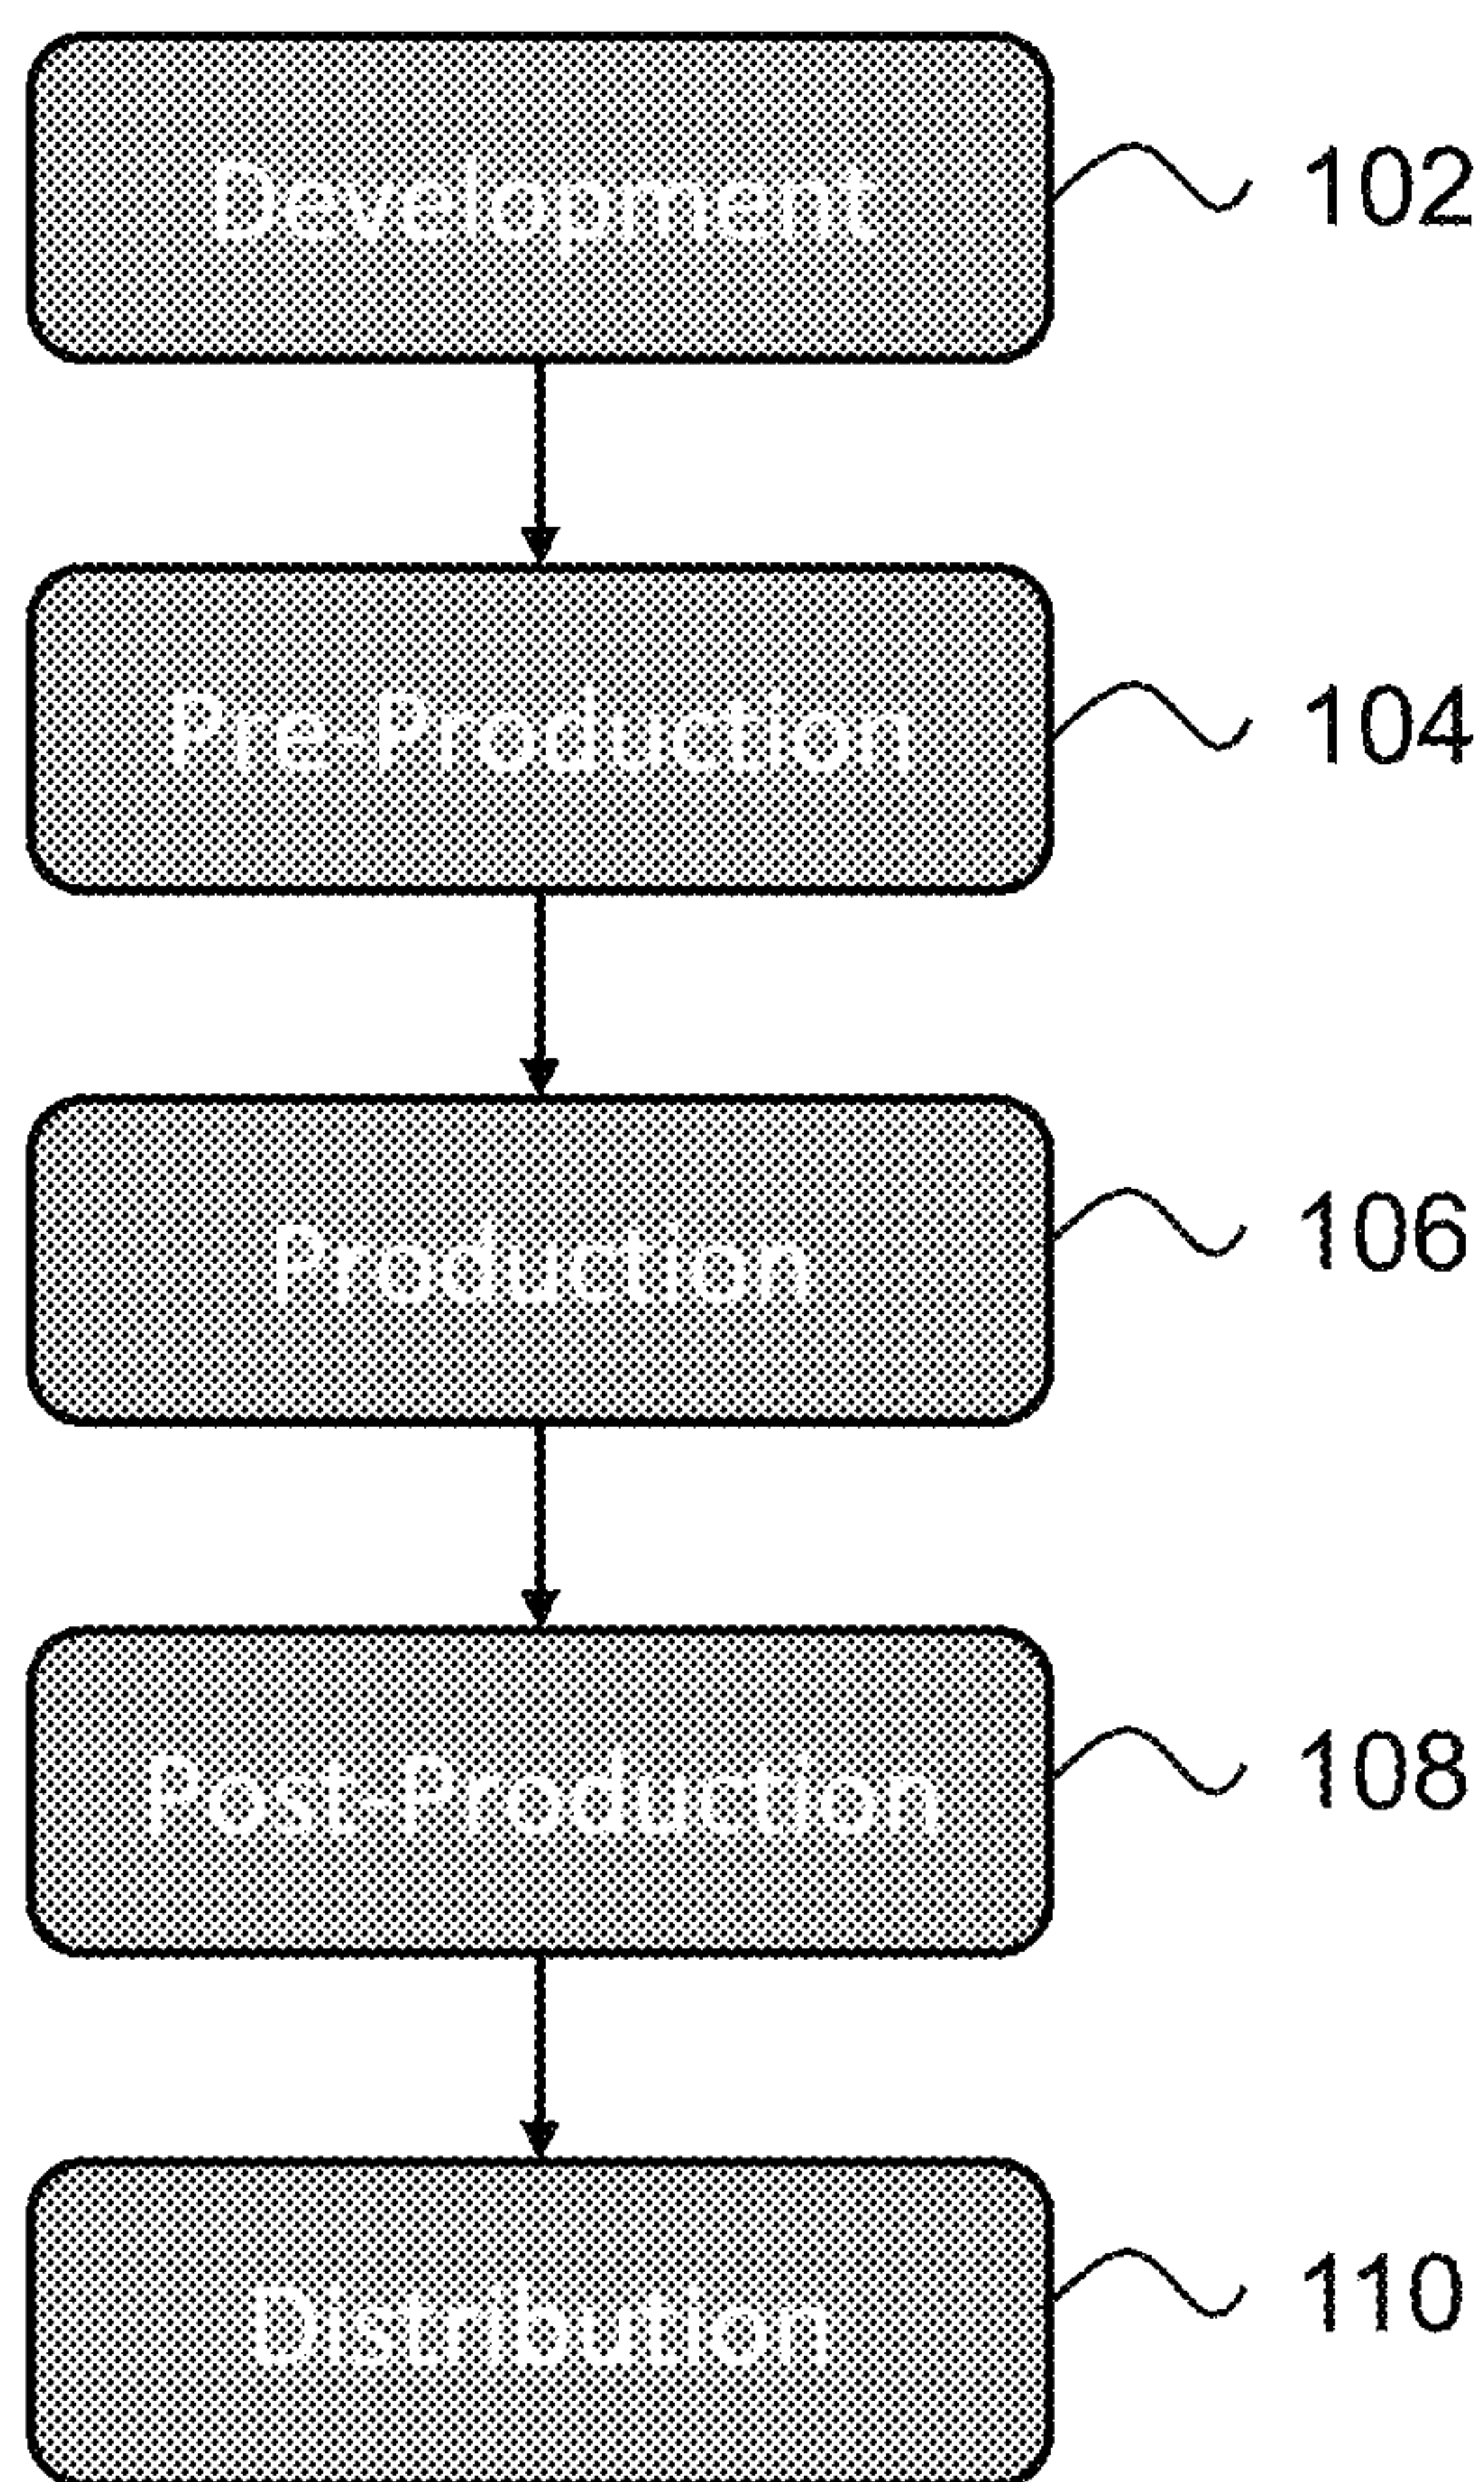 Development
102
Pre-Production
104
Production
106
Post-Production
108
Distribution
110